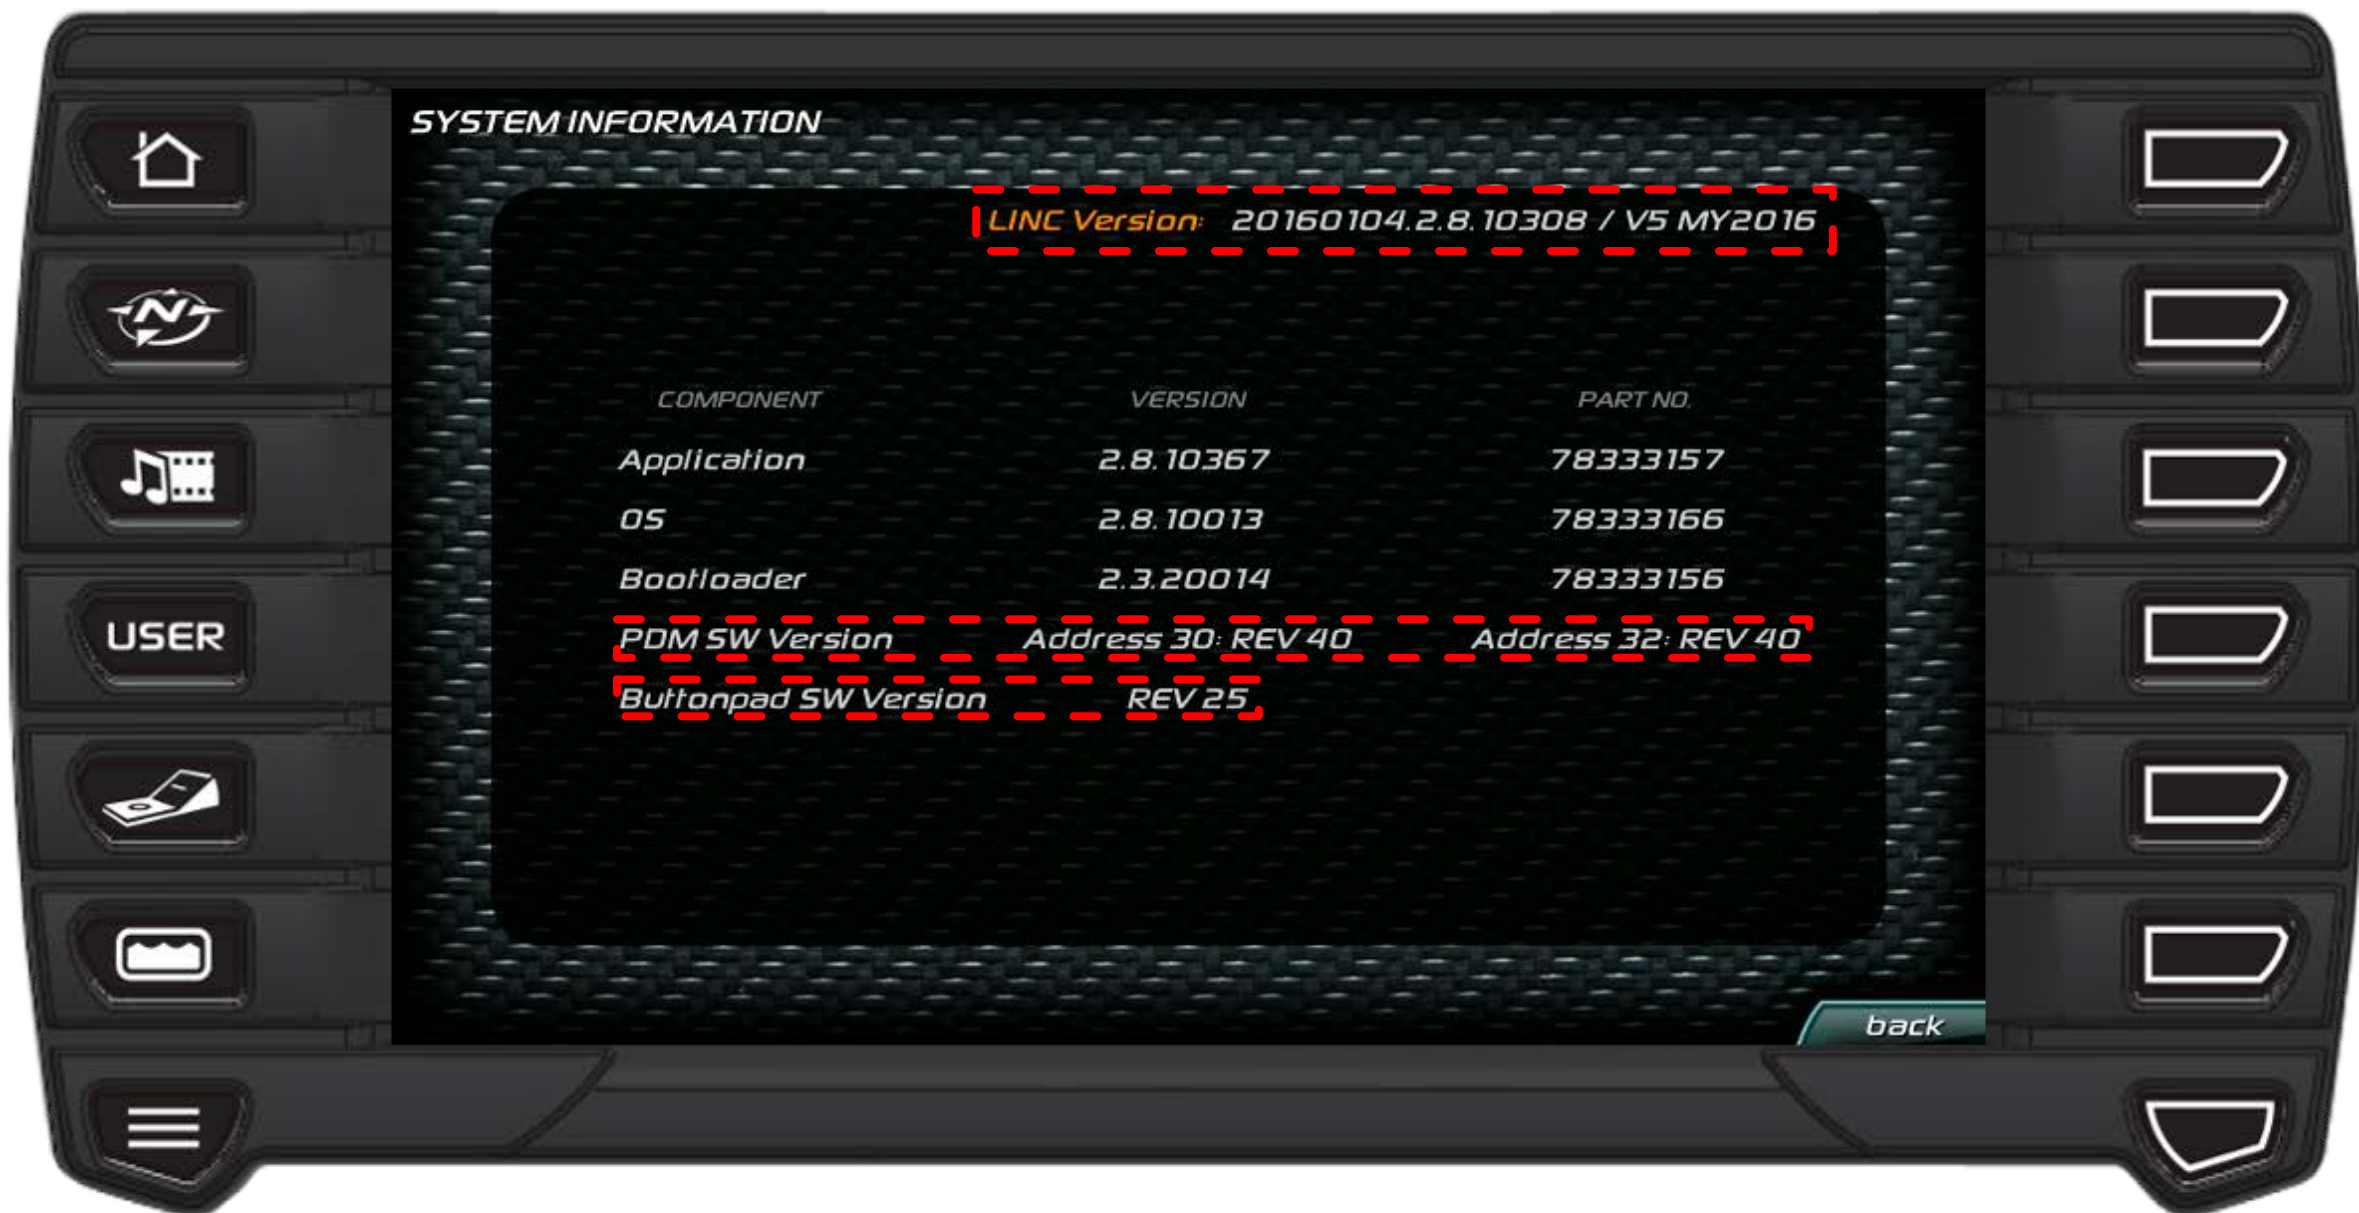 SYSTEM INFORMATION
LINC Version: 20160104.2.8.10308 / V5 MY2016
COMPONENT VERSION PART NO.
Application 2.8.10367 78333157
OS 2.8.10013 78333166
Bootloader 2.3.20014 78333156
USER
PDM SW Version Address 30: REV 40 Address 32: REV 40
Buttonpad SW Version REV 25
back